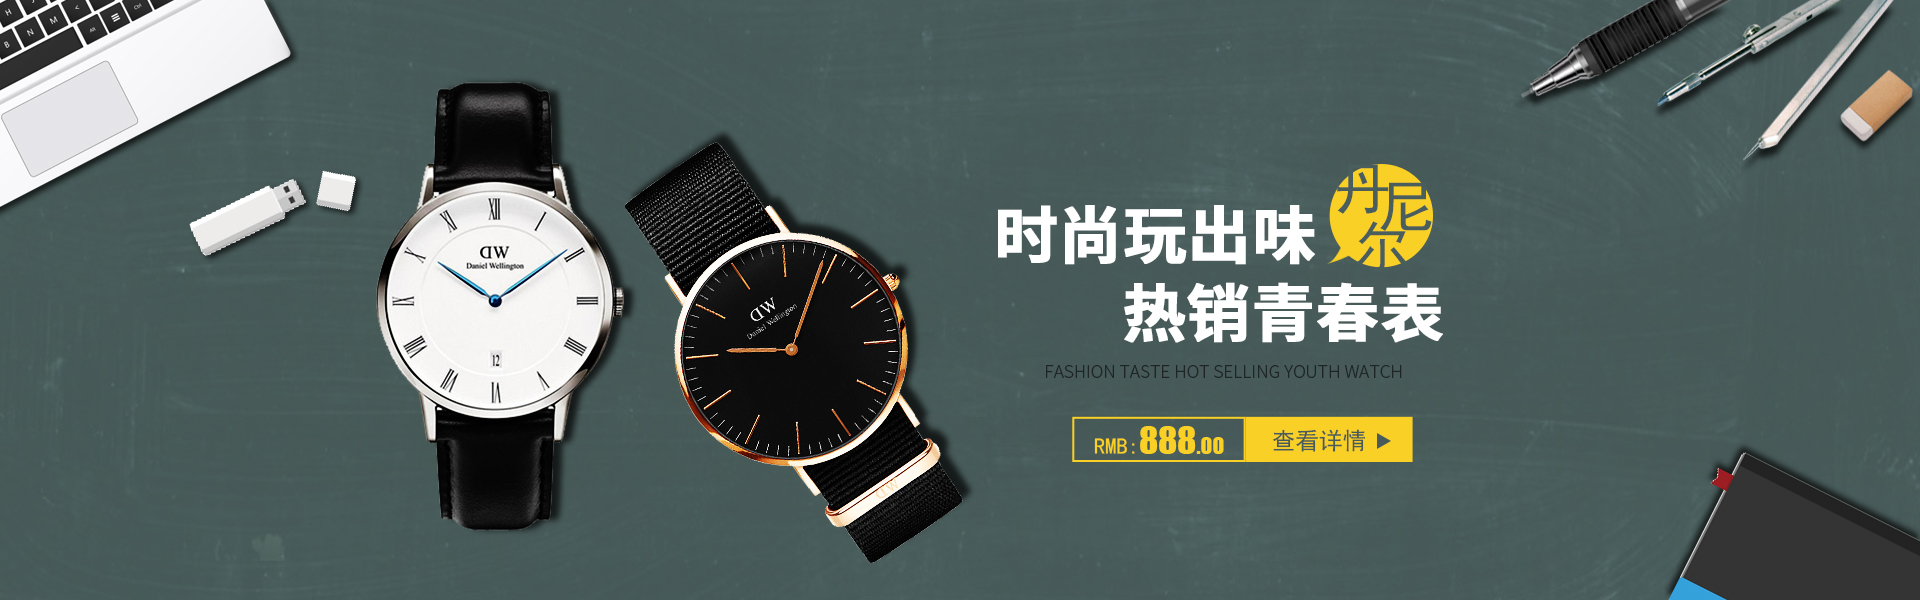 时尚玩出味
丹尼尔
热销青春表
FASHION TASTE HOT SELLING YOUTH WATCH
RMB: 888.00
查看详情
DW
Daniel Wellington
XII
12
DW
Daniel Wellington
H
B
N
M